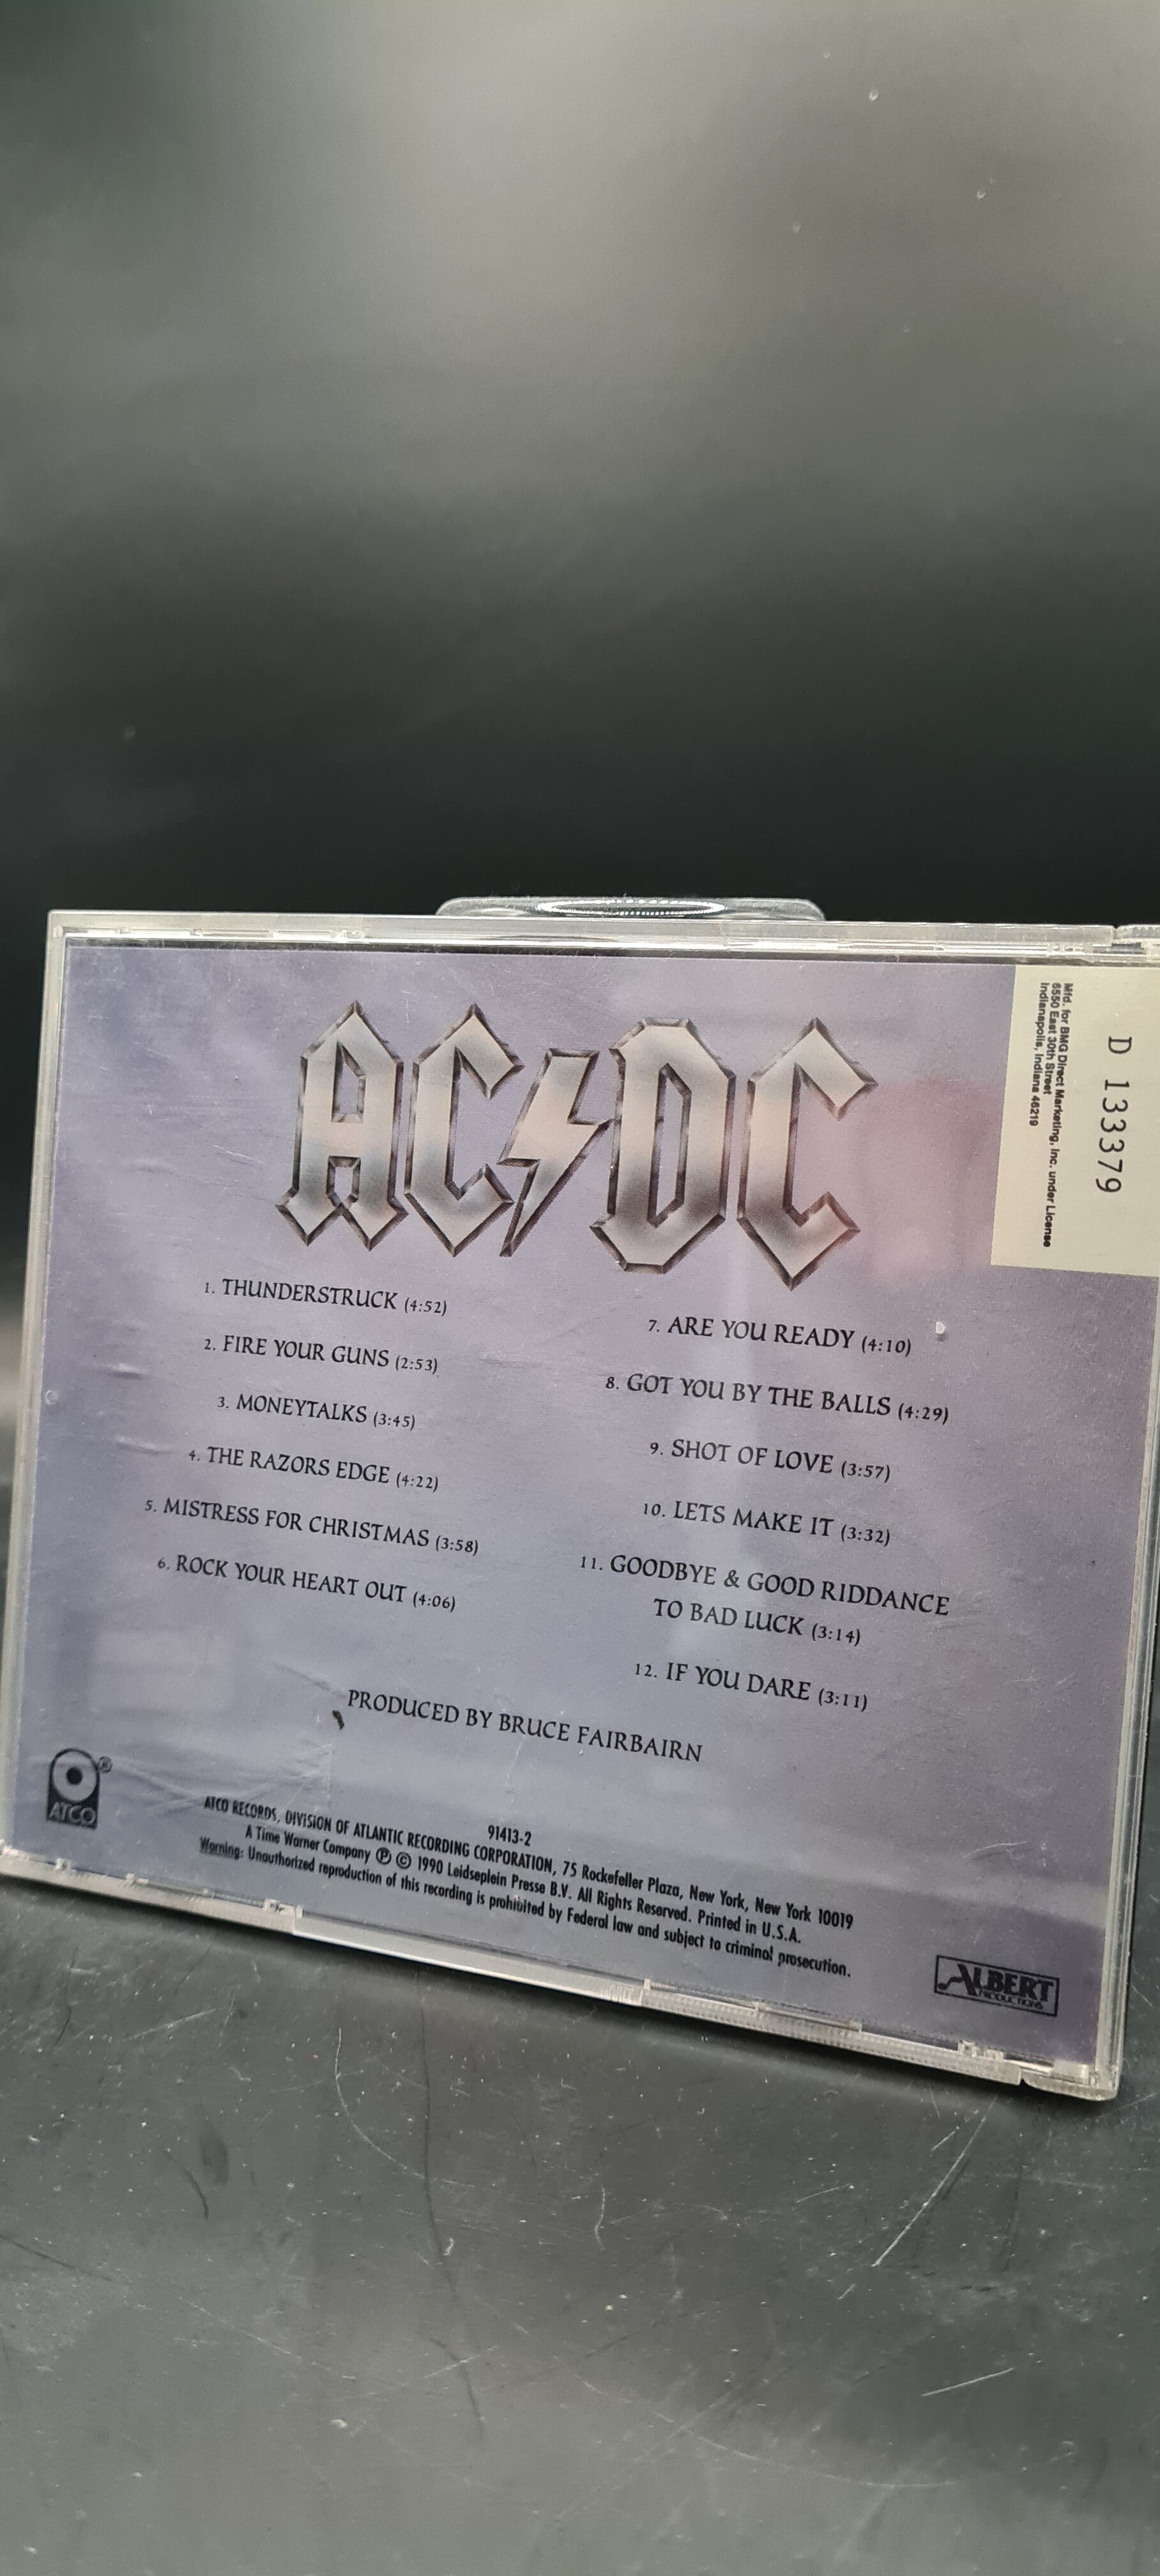 AC⚡DC
D 133379
Mfd. for BMG Direct Marketing, Inc. under License
6550 East 30th Street
Indianapolis, Indiana 46219
1. THUNDERSTRUCK (4:52)
2. FIRE YOUR GUNS (2:53)
3. MONEYTALKS (3:45)
4. THE RAZORS EDGE (4:22)
5. MISTRESS FOR CHRISTMAS (3:58)
6. ROCK YOUR HEART OUT (4:06)
7. ARE YOU READY (4:10)
8. GOT YOU BY THE BALLS (4:29)
9. SHOT OF LOVE (3:57)
10. LETS MAKE IT (3:32)
11. GOODBYE & GOOD RIDDANCE
TO BAD LUCK (3:14)
12. IF YOU DARE (3:11)
PRODUCED BY BRUCE FAIRBAIRN
ATCO ®
91413-2
ATCO RECORDS, DIVISION OF ATLANTIC RECORDING CORPORATION, 75 Rockefeller Plaza, New York, New York 10019
A Time Warner Company ℗ © 1990 Leidseplein Presse B.V. All Rights Reserved. Printed in U.S.A.
Warning: Unauthorized reproduction of this recording is prohibited by Federal law and subject to criminal prosecution.
ALBERT
PRODUCTIONS